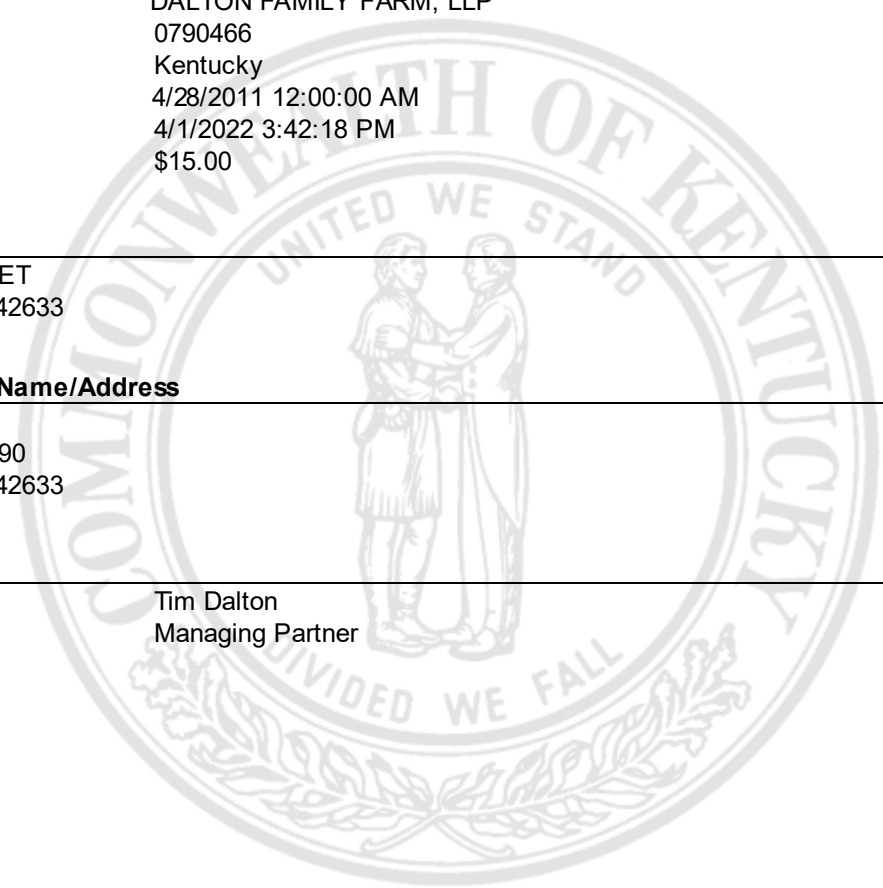 DALTON FAMILY FARM, LLP
0790466
Kentucky
4/28/2011 12:00:00 AM
4/1/2022 3:42:18 PM
$15.00
ET
42633
Name/Address
90
42633
Tim Dalton
Managing Partner
COMMONWEALTH OF KENTUCKY
UNITED WE STAND
DIVIDED WE FALL